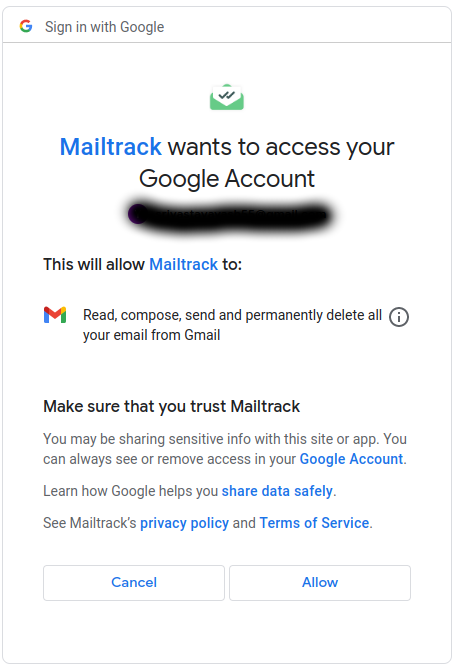 Sign in with Google
Mailtrack wants to access your
Google Account
This will allow Mailtrack to:
Read, compose, send and permanently delete all
your email from Gmail
Make sure that you trust Mailtrack
You may be sharing sensitive info with this site or app. You
can always see or remove access in your Google Account.
Learn how Google helps you share data safely.
See Mailtrack's privacy policy and Terms of Service.
Cancel
Allow